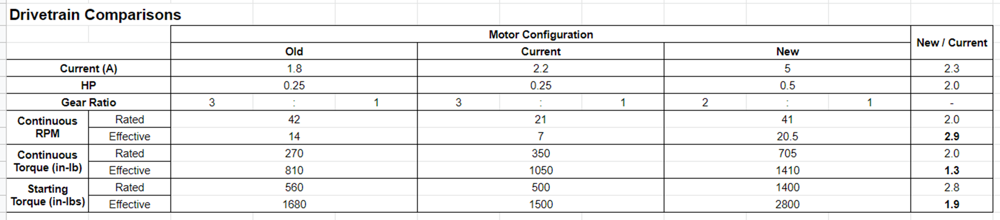 Drivetrain Comparisons
Motor Configuration New / Current
Old Current New
Current (A) 1.8 2.2 5 2.3
HP 0.25 0.25 0.5 2.0
Gear Ratio 3 : 1 3 : 1 2 : 1 -
Continuous RPM Rated 42 21 41 2.0
Effective 14 7 20.5 2.9
Continuous Torque (in-lb) Rated 270 350 705 2.0
Effective 810 1050 1410 1.3
Starting Torque (in-lbs) Rated 560 500 1400 2.8
Effective 1680 1500 2800 1.9